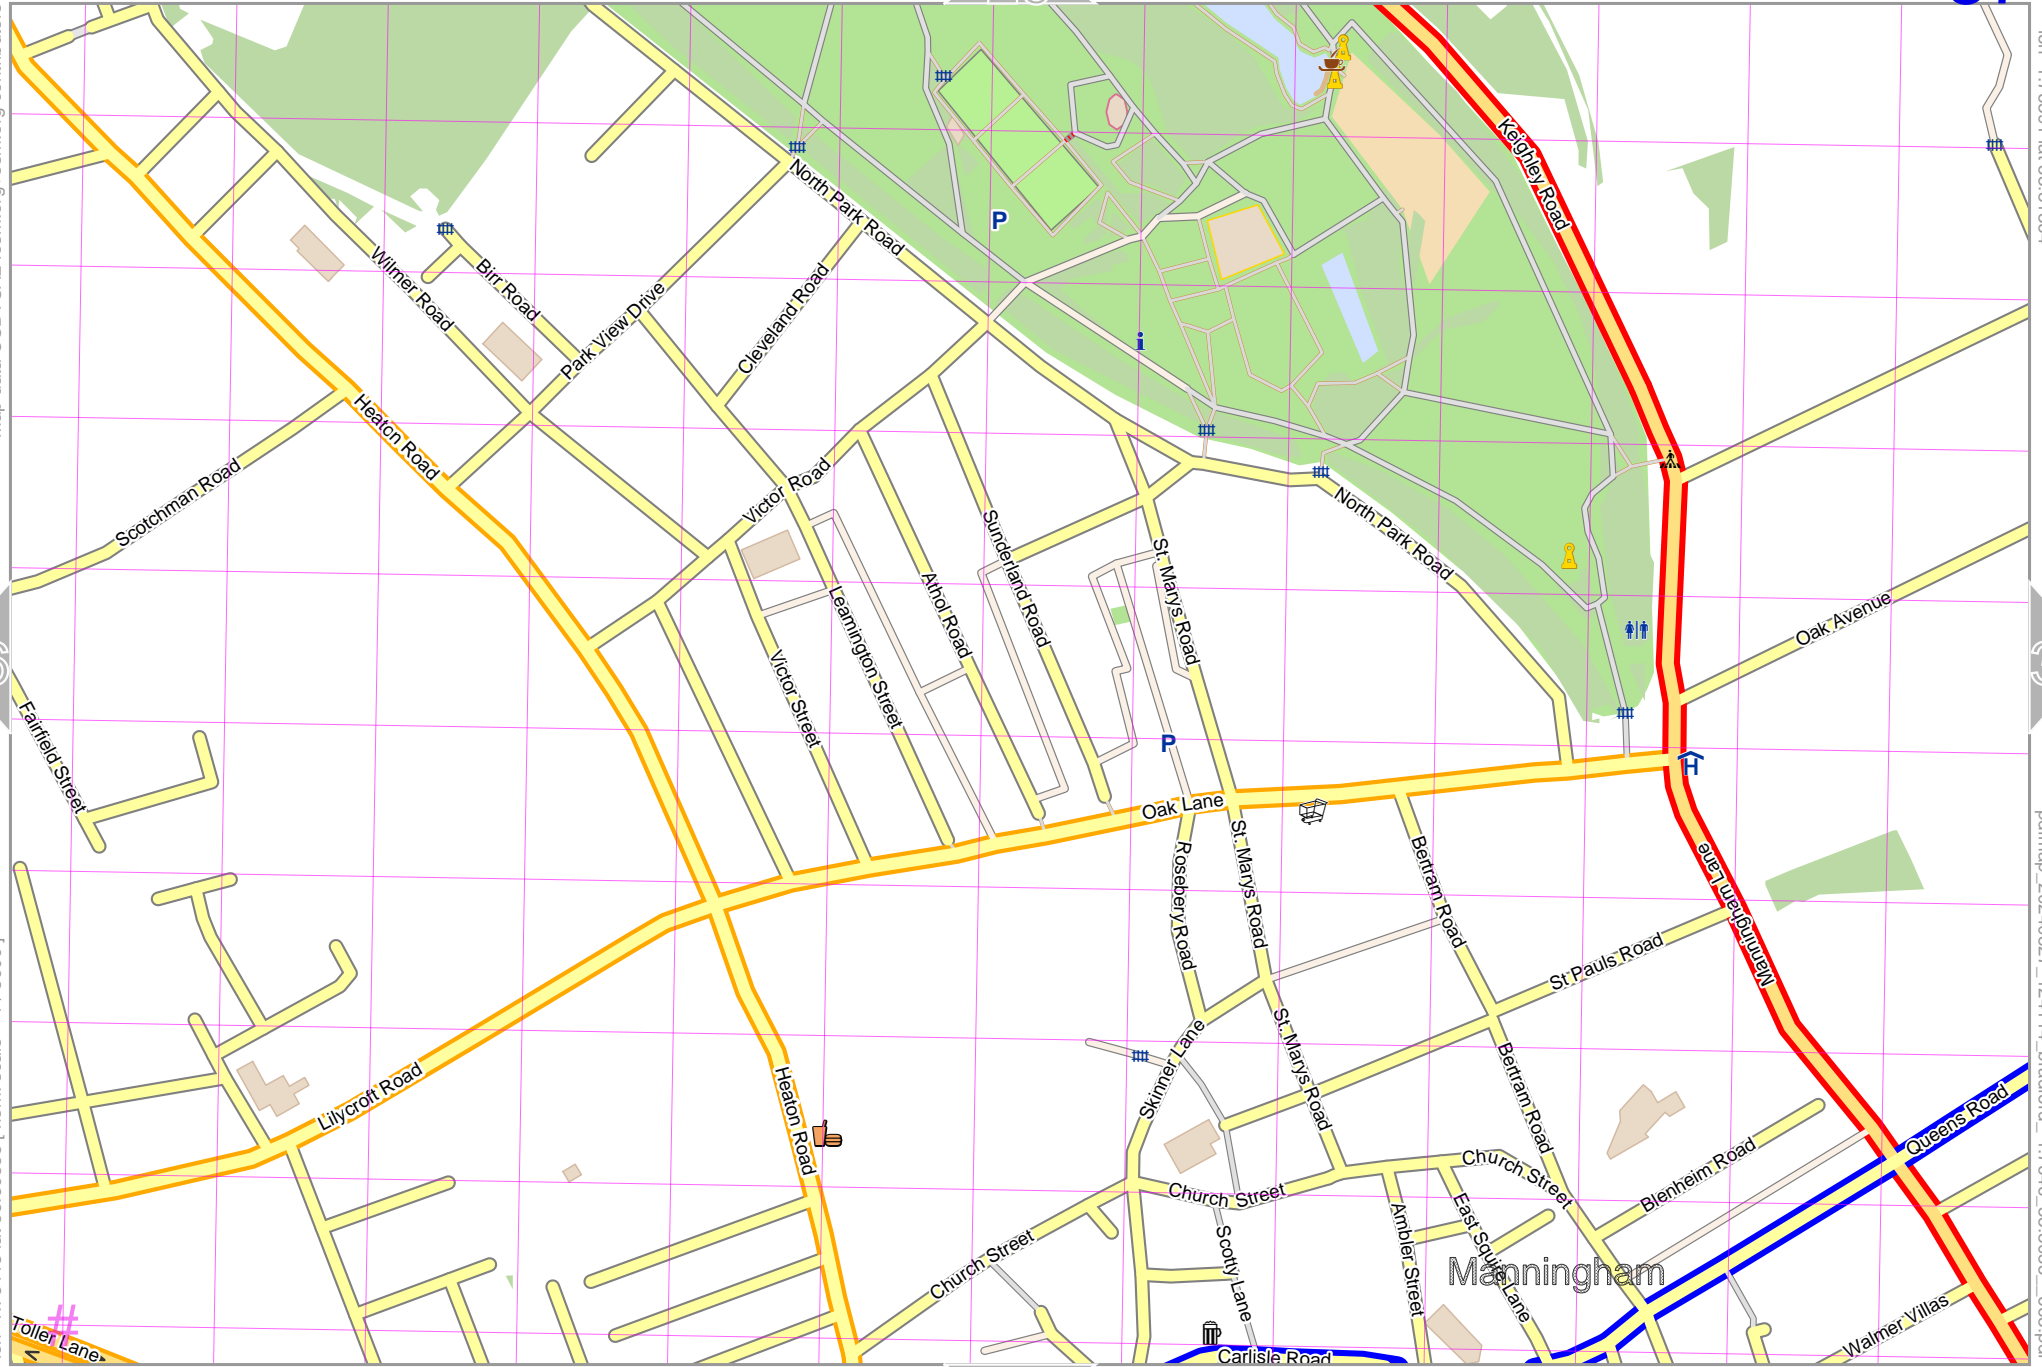 Keighley Road
P
North Park Road
Wilmer Road
Birr Road
Park View Drive
Cleveland Road
i
Heaton Road
Scotchman Road
Victor Road
North Park Road
Sunderland Road
St. Marys Road
Athol Road
Leamington Street
Oak Avenue
Victor Street
Fairfield Street
P
H
Oak Lane
St. Marys Road
Rosebery Road
Bertram Road
Manningham Lane
St Pauls Road
Skinner Lane
St. Marys Road
Bertram Road
Lilycroft Road
Heaton Road
Queens Road
Church Street
Church Street
Blenheim Road
Church Street
Ambler Street
East Squire Lane
Scotty Lane
Manningham
#
Toller Lane
Walmer Villas
Carlisle Road